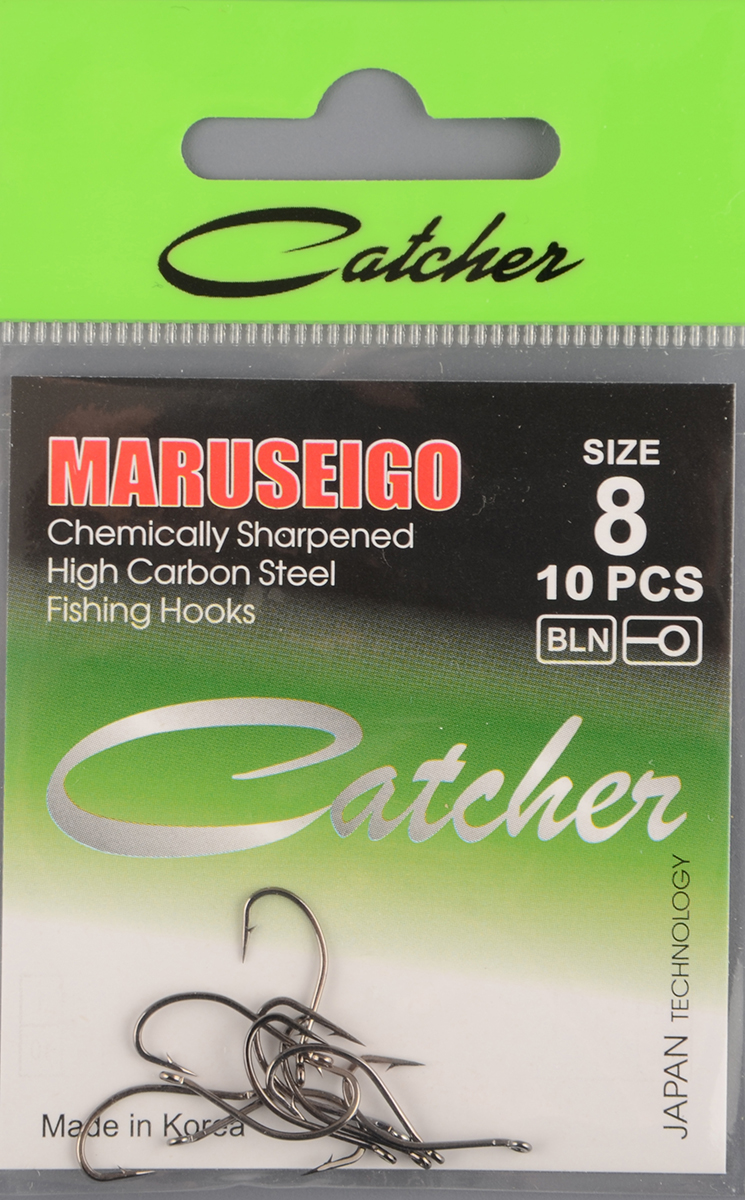 Catcher
MARUSEIGO
Chemically Sharpened
High Carbon Steel
Fishing Hooks
SIZE
8
10 PCS
BLN
Catcher
JAPAN TECHNOLOGY
Made in Korea